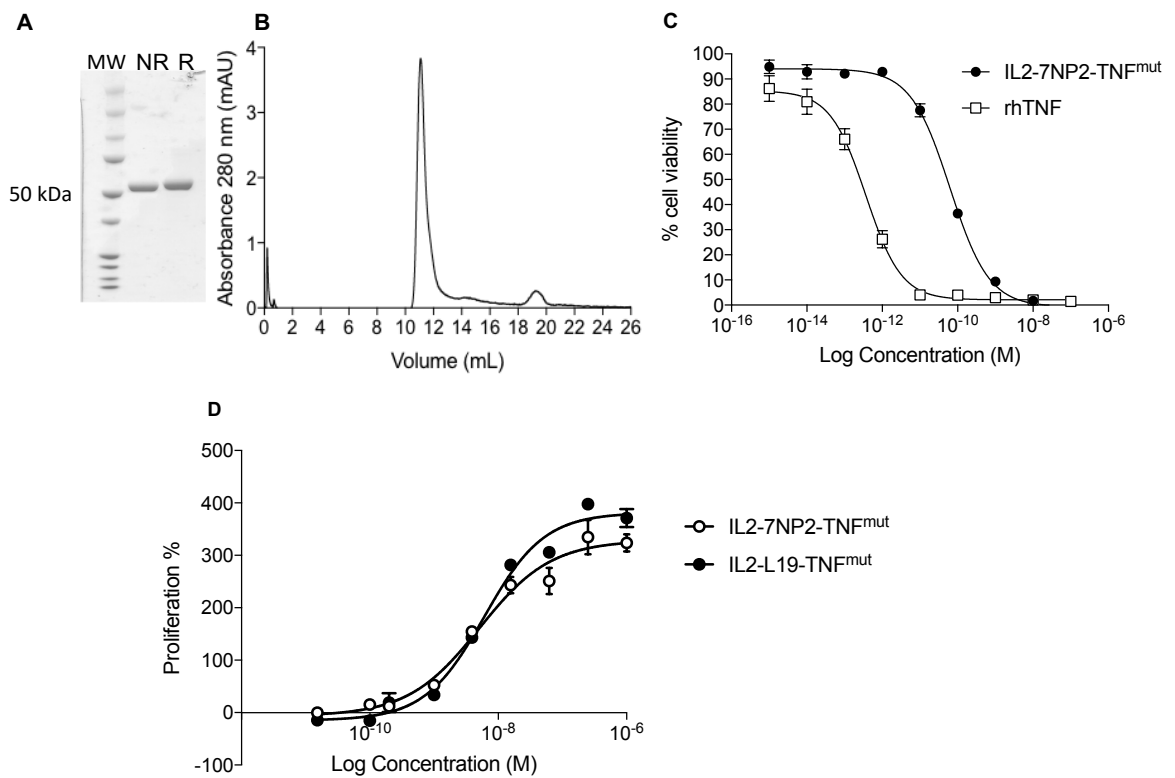 A
MW NR R
50 kDa
B
Absorbance 280 nm (mAU)
4
3
2
1
0
0 2 4 6 8 10 12 14 16 18 20 22 24 26
Volume (mL)
C
% cell viability
100
90
80
70
60
50
40
30
20
10
0
10-16 10-14 10-12 10-10 10-8 10-6
Log Concentration (M)
IL2-7NP2-TNFmut
rhTNF
D
Proliferation %
500
400
300
200
100
0
-100
10-10 10-8 10-6
Log Concentration (M)
IL2-7NP2-TNFmut
IL2-L19-TNFmut